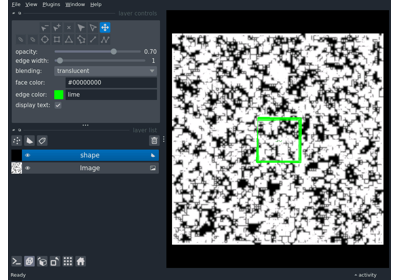 File View Plugins Window Help
layer controls
opacity: 0.70
edge width: 1
blending: translucent
face color: #00000000
edge color: lime
display text:
layer list
shape
Image
Ready
activity